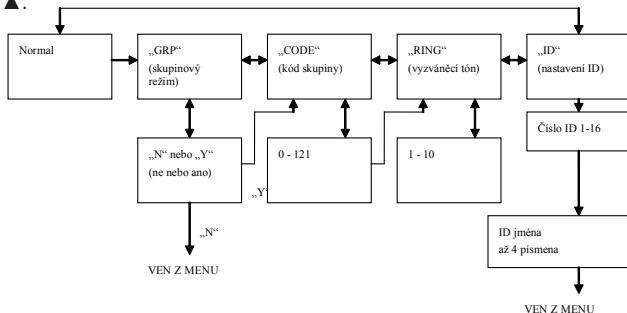 ▲.
Normal
„GRP“
(skupinový
režim)
„CODE“
(kód skupiny)
„RING“
(vyzváněcí tón)
„ID“
(nastavení ID)
Číslo ID 1-16
„N“ nebo „Y“
(ne nebo ano)
0 - 121
1 - 10
„Y“
„N“
ID jména
až 4 písmena
VEN Z MENU
VEN Z MENU